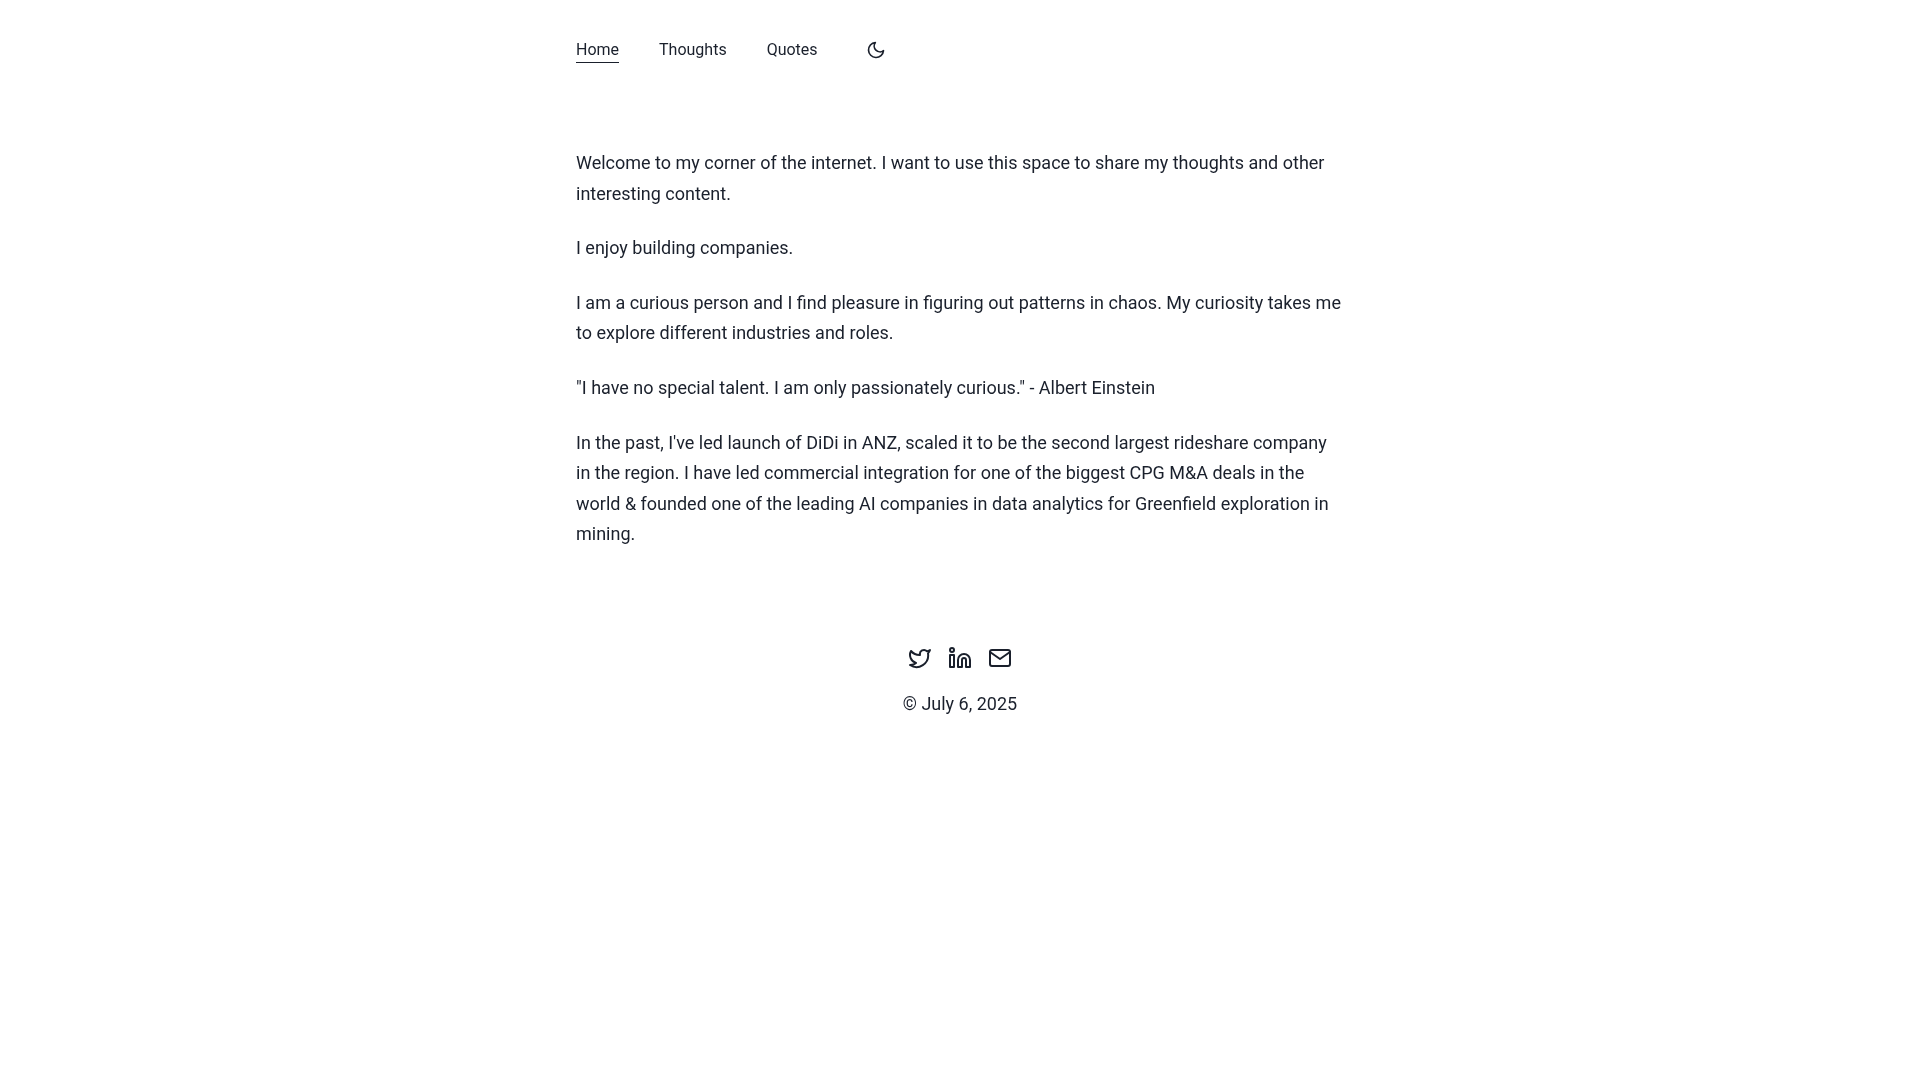 Home Thoughts Quotes
Welcome to my corner of the internet. I want to use this space to share my thoughts and other
interesting content.
I enjoy building companies.
I am a curious person and I find pleasure in figuring out patterns in chaos. My curiosity takes me
to explore different industries and roles.
"I have no special talent. I am only passionately curious." - Albert Einstein
In the past, I've led launch of DiDi in ANZ, scaled it to be the second largest rideshare company
in the region. I have led commercial integration for one of the biggest CPG M&A deals in the
world & founded one of the leading AI companies in data analytics for Greenfield exploration in
mining.
© July 6, 2025